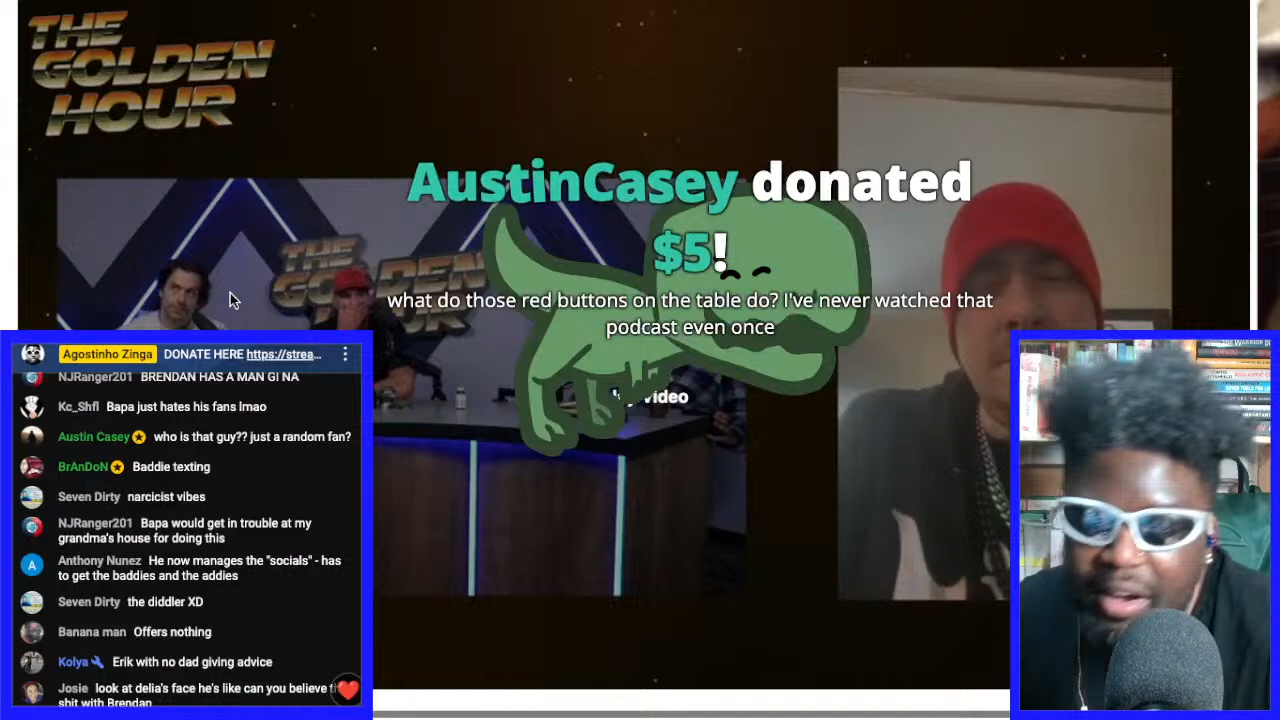 THE
GOLDEN
HOUR
AustinCasey donated
$5!
what do those red buttons on the table do? I've never watched that
podcast even once
THE
GOLDEN
HOUR
video
Agostinho Zinga DONATE HERE https://strea...
NJRanger201 BRENDAN HAS A MAN GI NA
Kc_Shfl Bapa just hates his fans lmao
Austin Casey who is that guy?? just a random fan?
BrAnDoN Baddie texting
Seven Dirty narcicist vibes
NJRanger201 Bapa would get in trouble at my
grandma's house for doing this
A
Anthony Nunez He now manages the "socials" - has
to get the baddies and the addies
Seven Dirty the diddler XD
Banana man Offers nothing
Kolya Erik with no dad giving advice
Josie look at delia's face he's like can you believe
shit with Brendan